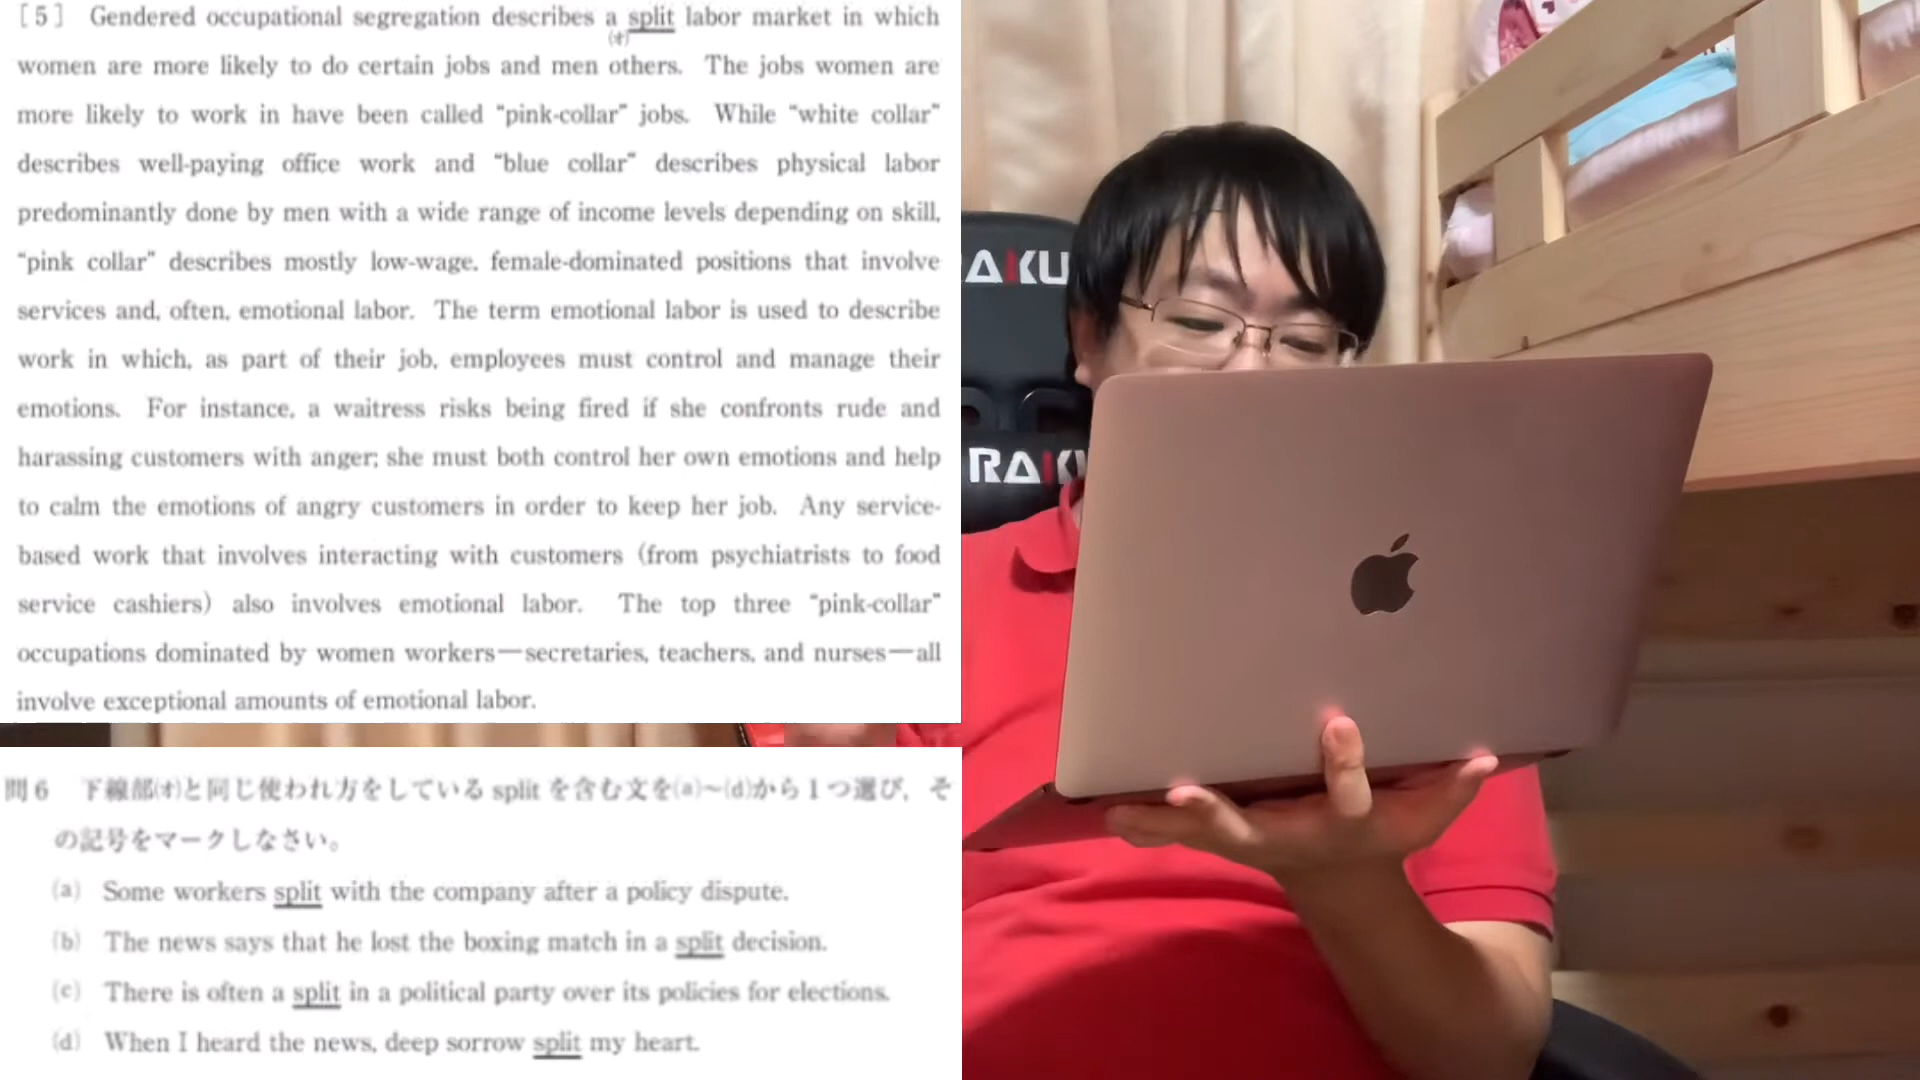 [5] Gendered occupational segregation describes a split labor market in which
(オ)
women are more likely to do certain jobs and men others. The jobs women are
more likely to work in have been called “pink-collar” jobs. While “white collar”
describes well-paying office work and “blue collar” describes physical labor
predominantly done by men with a wide range of income levels depending on skill,
“pink collar” describes mostly low-wage, female-dominated positions that involve
services and, often, emotional labor. The term emotional labor is used to describe
work in which, as part of their job, employees must control and manage their
emotions. For instance, a waitress risks being fired if she confronts rude and
harassing customers with anger; she must both control her own emotions and help
to calm the emotions of angry customers in order to keep her job. Any service-
based work that involves interacting with customers (from psychiatrists to food
service cashiers) also involves emotional labor. The top three “pink-collar”
occupations dominated by women workers—secretaries, teachers, and nurses—all
involve exceptional amounts of emotional labor.
問6 下線部(オ)と同じ使われ方をしている split を含む文を(a)~(d)から1つ選び、そ
の記号をマークしなさい。
(a) Some workers split with the company after a policy dispute.
(b) The news says that he lost the boxing match in a split decision.
(c) There is often a split in a political party over its policies for elections.
(d) When I heard the news, deep sorrow split my heart.
AKU
RAK